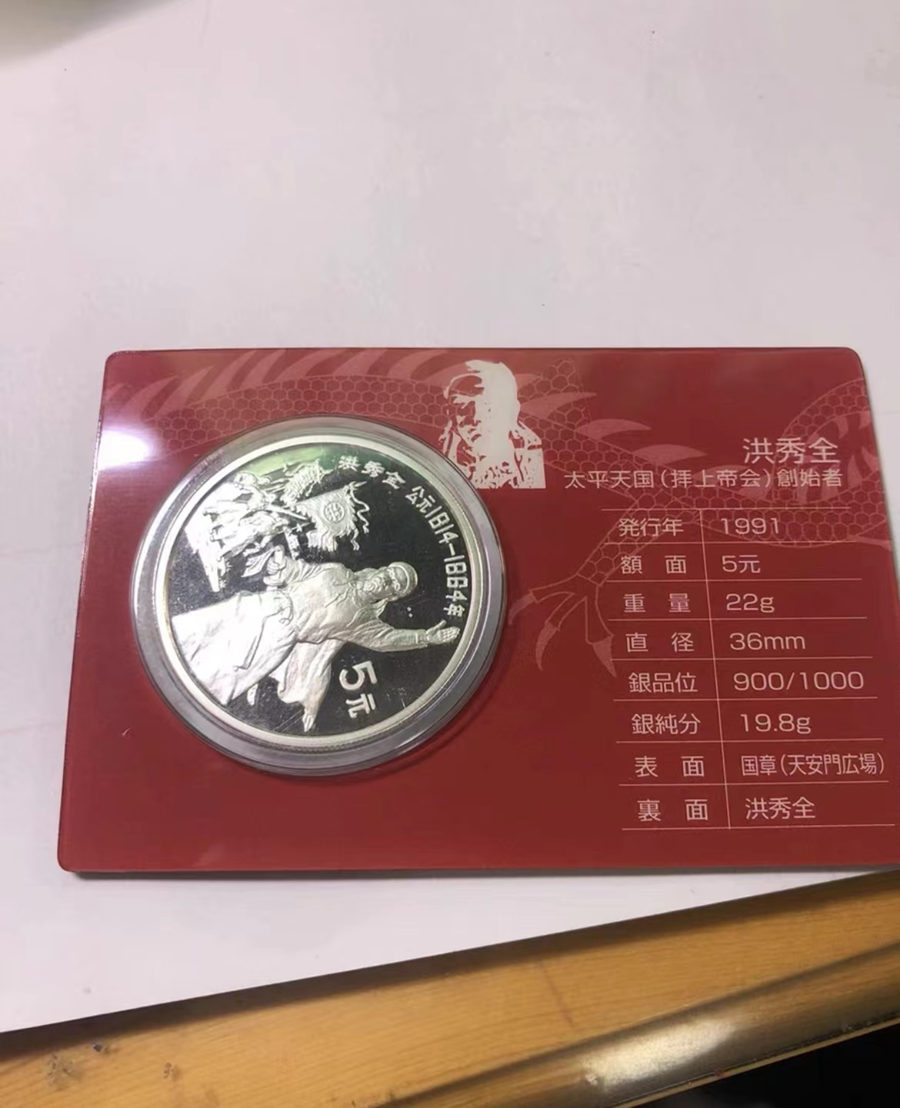 洪秀全 公元1814-1864年
5元
洪秀全
太平天国(拝上帝会)創始者
発行年 1991
額 面 5元
重 量 22g
直 径 36mm
銀品位 900/1000
銀純分 19.8g
表 面 国章(天安門広場)
裏 面 洪秀全